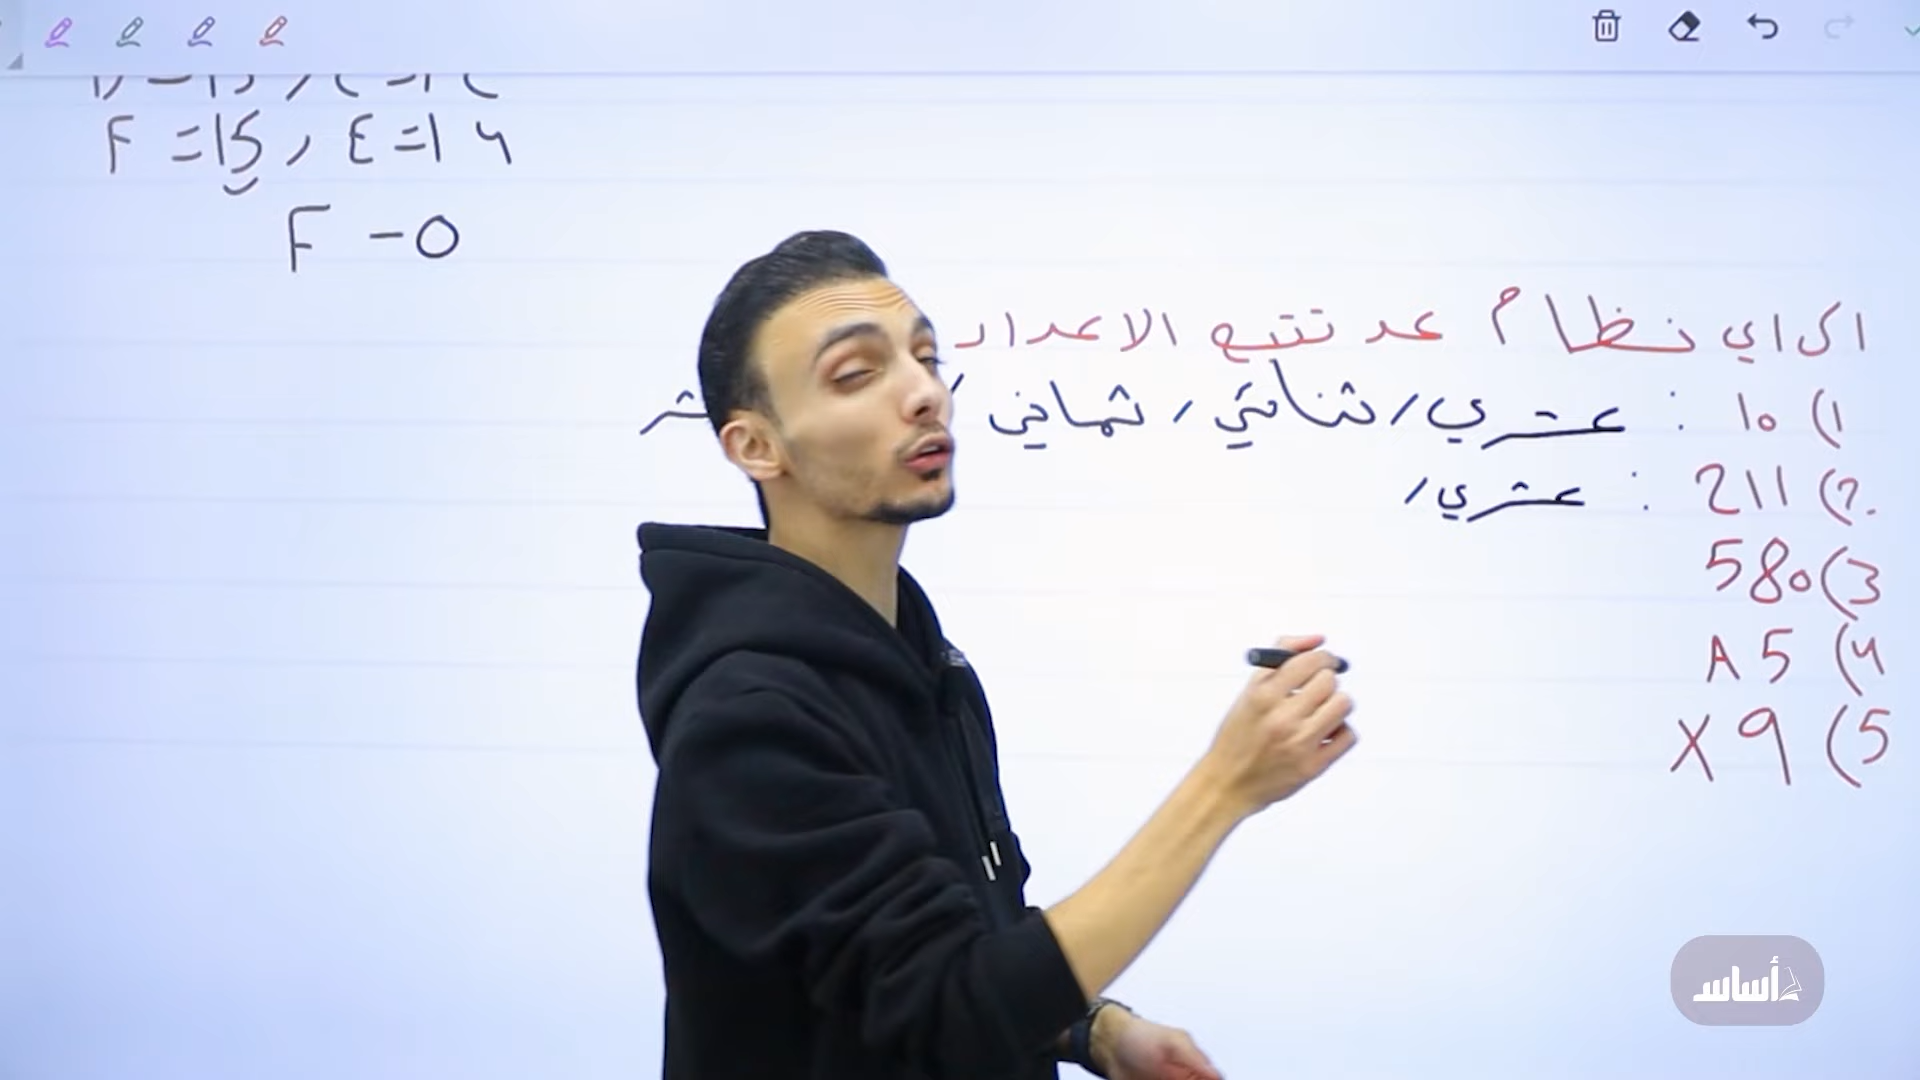 F = 15 , E = 14
F - 0
الى اي نظام عد تتبع الاعداد
1) 10 : عشري / ثنائي / ثماني /
2) 211 : عشري /
3) 580
4) A5
5) X9
أساس